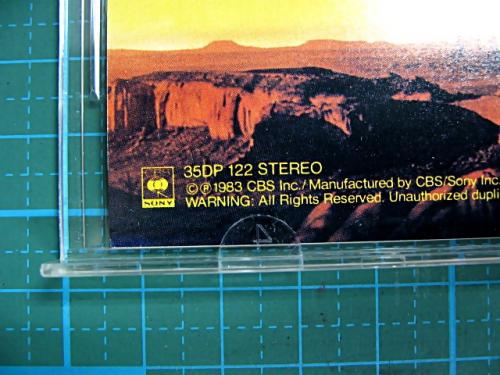 35DP 122 STEREO
©℗1983 CBS Inc./Manufactured by CBS/Sony Inc.
WARNING: All Rights Reserved. Unauthorized dupli
SONY